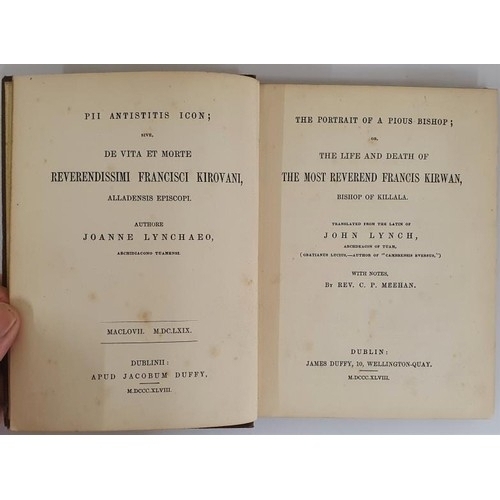 PII ANTISTITIS ICON;
SIVE,
DE VITA ET MORTE
REVERENDISSIMI FRANCISCI KIROVANI,
ALLADENSIS EPISCOPI.
AUTHORE
JOANNE LYNCHAEO,
ARCHIDIACONO TUAMENSI
MACLOVII. M.DC.LXIX.
DUBLINII:
APUD JACOBUM DUFFY,
M.DCCC.XLVIII.
THE PORTRAIT OF A PIOUS BISHOP;
OR,
THE LIFE AND DEATH OF
THE MOST REVEREND FRANCIS KIRWAN,
BISHOP OF KILLALA.
TRANSLATED FROM THE LATIN OF
JOHN LYNCH,
ARCHDEACON OF TUAM,
(GRATIANUS LUCIUS,—AUTHOR OF "CAMBRENSIS EVERSUS,")
WITH NOTES,
BY REV. C. P. MEEHAN.
DUBLIN:
JAMES DUFFY, 10, WELLINGTON-QUAY.
M.DCCC.XLVIII.